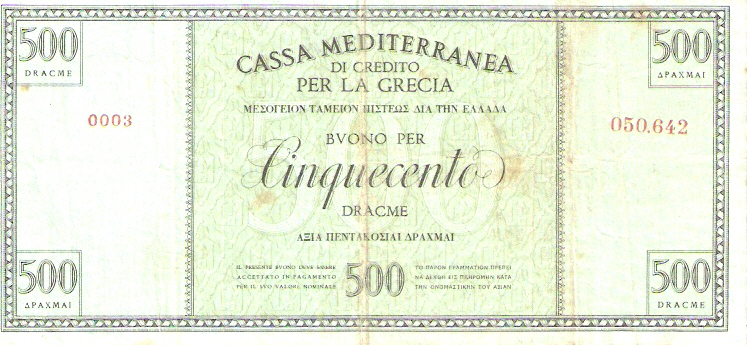 500
DRACME
500
ΔΡΑΧΜΑΙ
CASSA MEDITERRANEA
DI CREDITO
PER LA GRECIA
ΜΕΣΟΓΕΙΟΝ ΤΑΜΕΙΟΝ ΠΙΣΤΕΩΣ ΔΙΑ ΤΗΝ ΕΛΛΑΔΑ
0003
050.642
500
BVONO PER
Cinquecento
DRACME
ΑΞΙΑ ΠΕΝΤΑΚΟΣΙΑΙ ΔΡΑΧΜΑΙ
500
ΔΡΑΧΜΑΙ
IL PRESENTE BVONO DEVE ESSERE
ACCETTATO IN PAGAMENTO
PER IL SVO VALORE NOMINALE
500
ΤΟ ΠΑΡΟΝ ΓΡΑΜΜΑΤΙΟΝ ΠΡΕΠΕΙ
ΝΑ ΔΕΧΘΗ ΕΙΣ ΠΛΗΡΩΜΗΝ ΚΑΤΑ
ΤΗΝ ΟΝΟΜΑΣΤΙΚΗΝ ΤΟΥ ΑΞΙΑΝ
500
DRACME